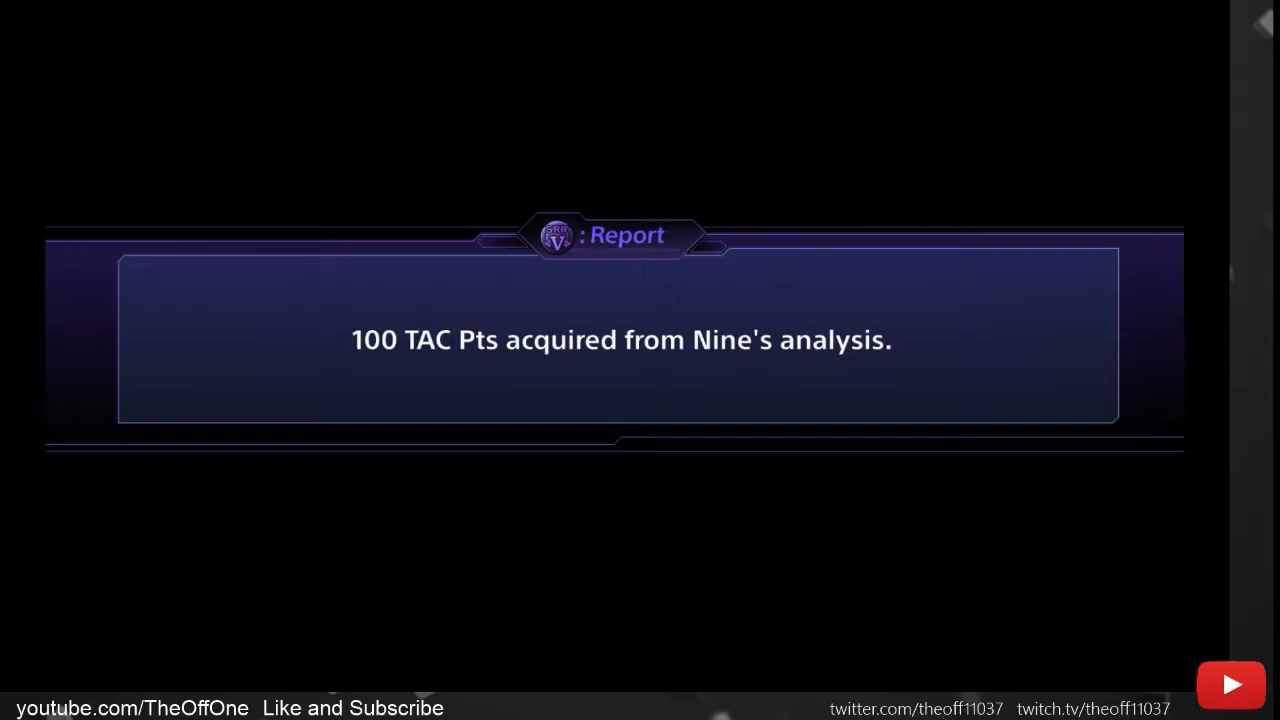 SRW
V : Report
100 TAC Pts acquired from Nine's analysis.
youtube.com/TheOffOne Like and Subscribe
twitter.com/theoff11037 twitch.tv/theoff11037